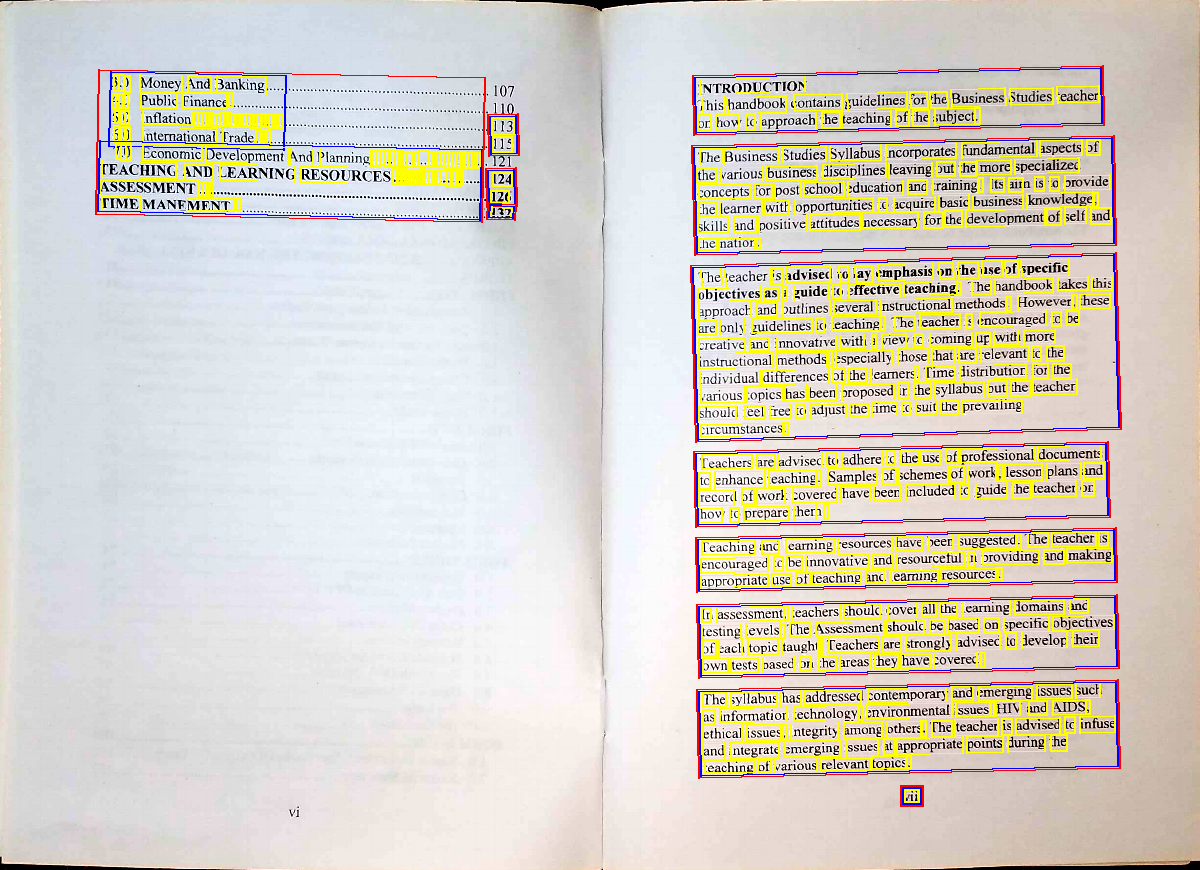 3.0 Money And Banking.................................................................107
4.0 Public Finance.................................................................110
5.0 Inflation.................................................................113
6.0 International Trade.................................................................115
7.0 Economic Development And Planning.................................................................121
TEACHING AND LEARNING RESOURCES.................................................................124
ASSESSMENT.................................................................126
TIME MANEMENT.................................................................132
vi
INTRODUCTION
This handbook contains guidelines for the Business Studies teacher
on how to approach the teaching of the subject.
The Business Studies Syllabus incorporates fundamental aspects of
the various business disciplines leaving out the more specialized
concepts for post school education and training. Its aim is to provide
the learner with opportunities to acquire basic business knowledge,
skills and positive attitudes necessary for the development of self and
the nation.
The teacher is advised to lay emphasis on the use of specific
objectives as a guide to effective teaching. The handbook takes this
approach and outlines several instructional methods. However, these
are only guidelines to teaching. The teacher is encouraged to be
creative and innovative with a view to coming up with more
instructional methods especially those that are relevant to the
individual differences of the learners. Time distribution for the
various topics has been proposed in the syllabus but the teacher
should feel free to adjust the time to suit the prevailing
circumstances.
Teachers are advised to adhere to the use of professional documents
to enhance teaching. Samples of schemes of work, lesson plans and
record of work covered have been included to guide the teacher on
how to prepare them.
Teaching and learning resources have been suggested. The teacher is
encouraged to be innovative and resourceful in providing and making
appropriate use of teaching and learning resources.
In assessment, teachers should cover all the learning domains and
testing levels. The Assessment should be based on specific objectives
of each topic taught. Teachers are strongly advised to develop their
own tests based on the areas they have covered.
The syllabus has addressed contemporary and emerging issues such
as information technology, environmental issues HIV and AIDS,
ethical issues, integrity among others. The teacher is advised to infuse
and integrate emerging issues at appropriate points during the
teaching of various relevant topics.
vii